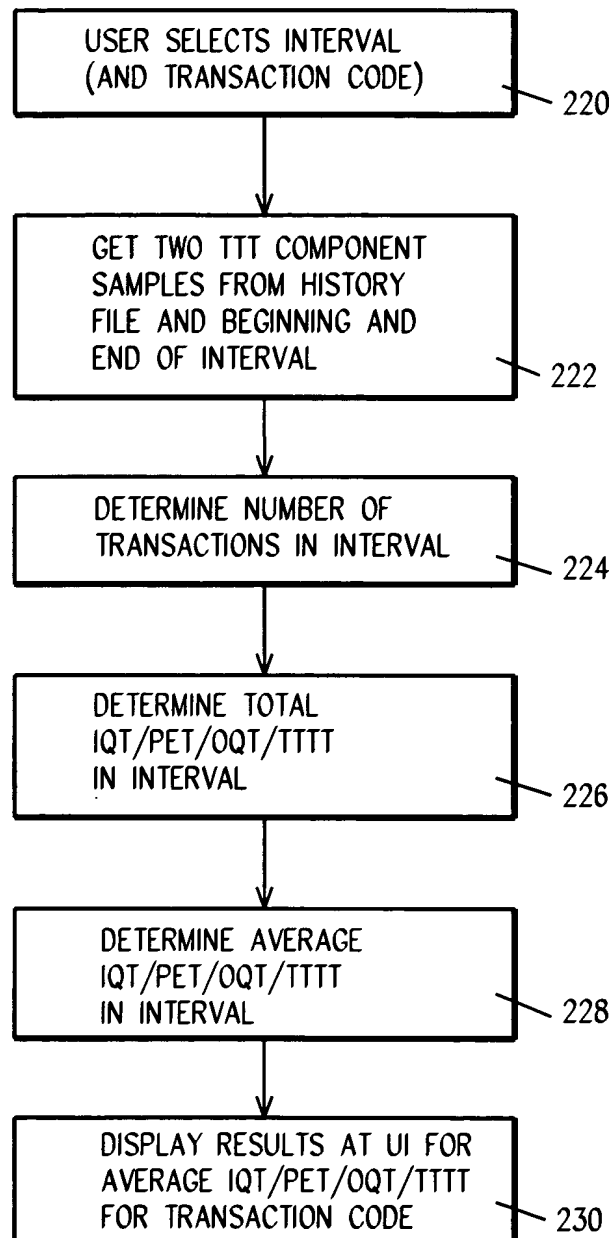 USER SELECTS INTERVAL
(AND TRANSACTION CODE)
220
GET TWO TTT COMPONENT
SAMPLES FROM HISTORY
FILE AND BEGINNING AND
END OF INTERVAL
222
DETERMINE NUMBER OF
TRANSACTIONS IN INTERVAL
224
DETERMINE TOTAL
IQT/PET/OQT/TTTT
IN INTERVAL
226
DETERMINE AVERAGE
IQT/PET/OQT/TTTT
IN INTERVAL
228
DISPLAY RESULTS AT UI FOR
AVERAGE IQT/PET/OQT/TTTT
FOR TRANSACTION CODE
230